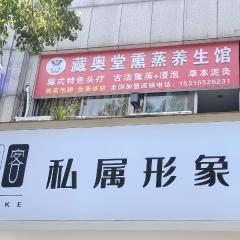 藏奥堂熏蒸养生馆
藏式特色头疗 古法熏蒸+浸泡 草本泥灸
全国加盟连锁电话：15315526231
客 私属形象
KE